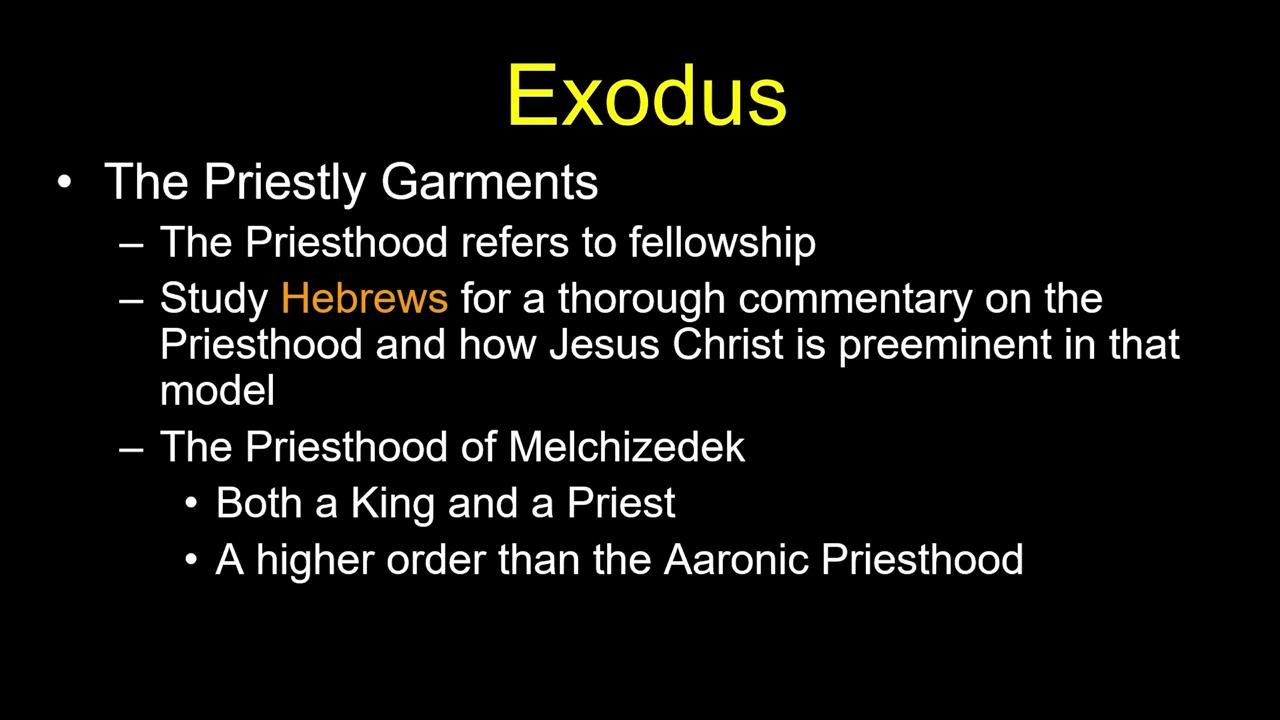 Exodus
• The Priestly Garments
– The Priesthood refers to fellowship
– Study Hebrews for a thorough commentary on the
Priesthood and how Jesus Christ is preeminent in that
model
– The Priesthood of Melchizedek
• Both a King and a Priest
• A higher order than the Aaronic Priesthood